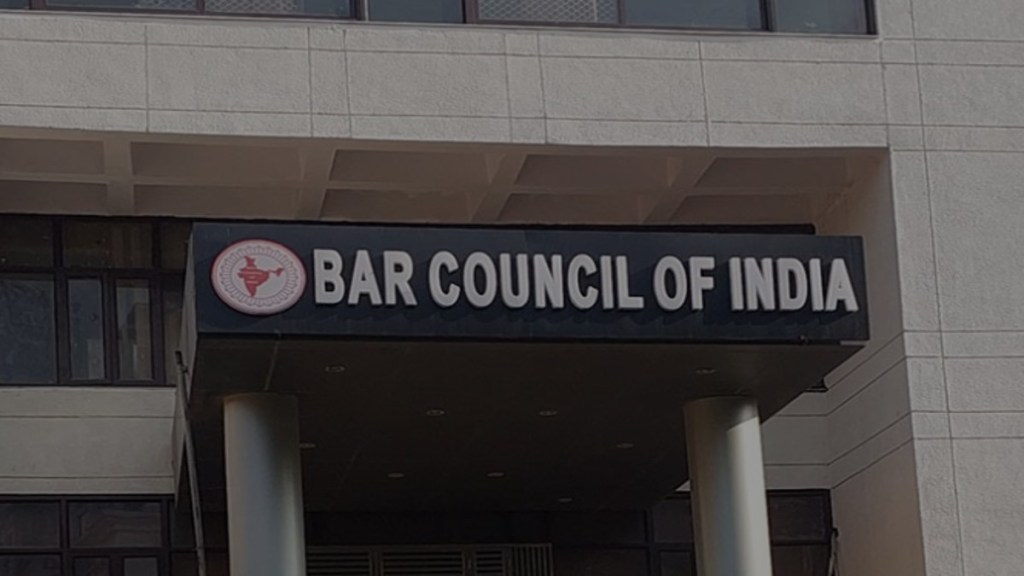 BAR COUNCIL OF INDIA